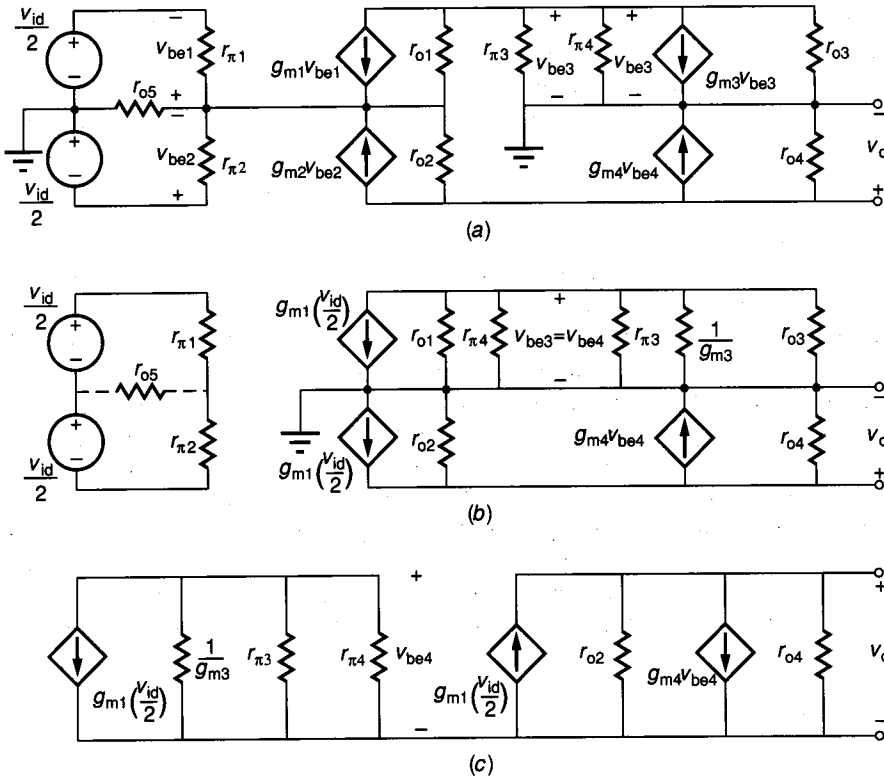 v_id/2
+
−
r_o5
+
−
v_id/2
−
v_be1
r_π1
+
−
v_be2
r_π2
+
g_m1v_be1
g_m2v_be2
r_o1
r_o2
r_π3
+
v_be3
−
r_π4
+
v_be3
−
g_m3v_be3
g_m4v_be4
r_o3
r_o4
−
+
(a)
v_id/2
+
−
r_π1
r_o5
+
−
v_id/2
r_π2
g_m1(v_id/2)
r_o1
r_π4
+
v_be3=v_be4
−
r_π3
1/g_m3
r_o3
g_m1(v_id/2)
r_o2
g_m4v_be4
r_o4
−
+
(b)
g_m1(v_id/2)
1/g_m3
r_π3
r_π4
+
v_be4
−
g_m1(v_id/2)
r_o2
g_m4v_be4
r_o4
+
−
(c)